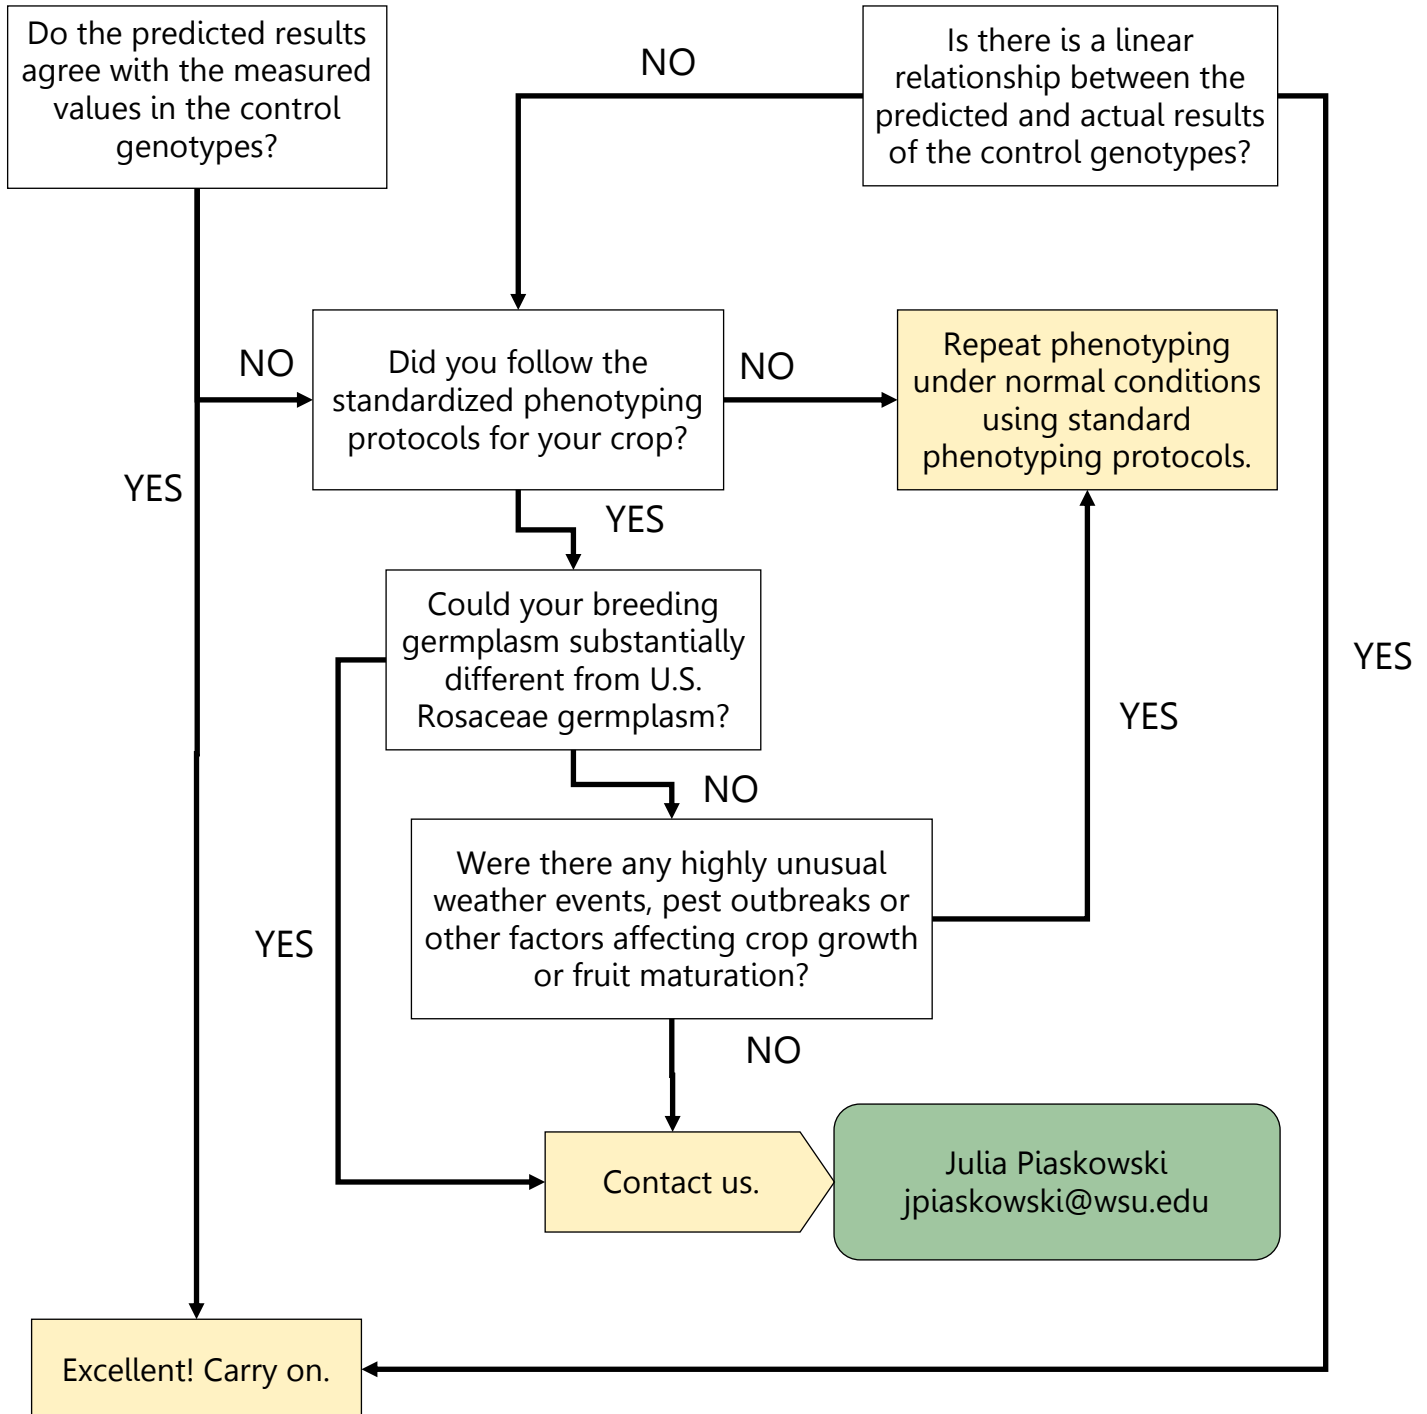 Do the predicted results
agree with the measured
values in the control
genotypes?
NO
Is there is a linear
relationship between the
predicted and actual results
of the control genotypes?
NO
Did you follow the
standardized phenotyping
protocols for your crop?
NO
Repeat phenotyping
under normal conditions
using standard
phenotyping protocols.
YES
YES
Could your breeding
germplasm substantially
different from U.S.
Rosaceae germplasm?
YES
YES
NO
Were there any highly unusual
weather events, pest outbreaks or
other factors affecting crop growth
or fruit maturation?
YES
NO
Contact us.
Julia Piaskowski
jpiaskowski@wsu.edu
Excellent! Carry on.